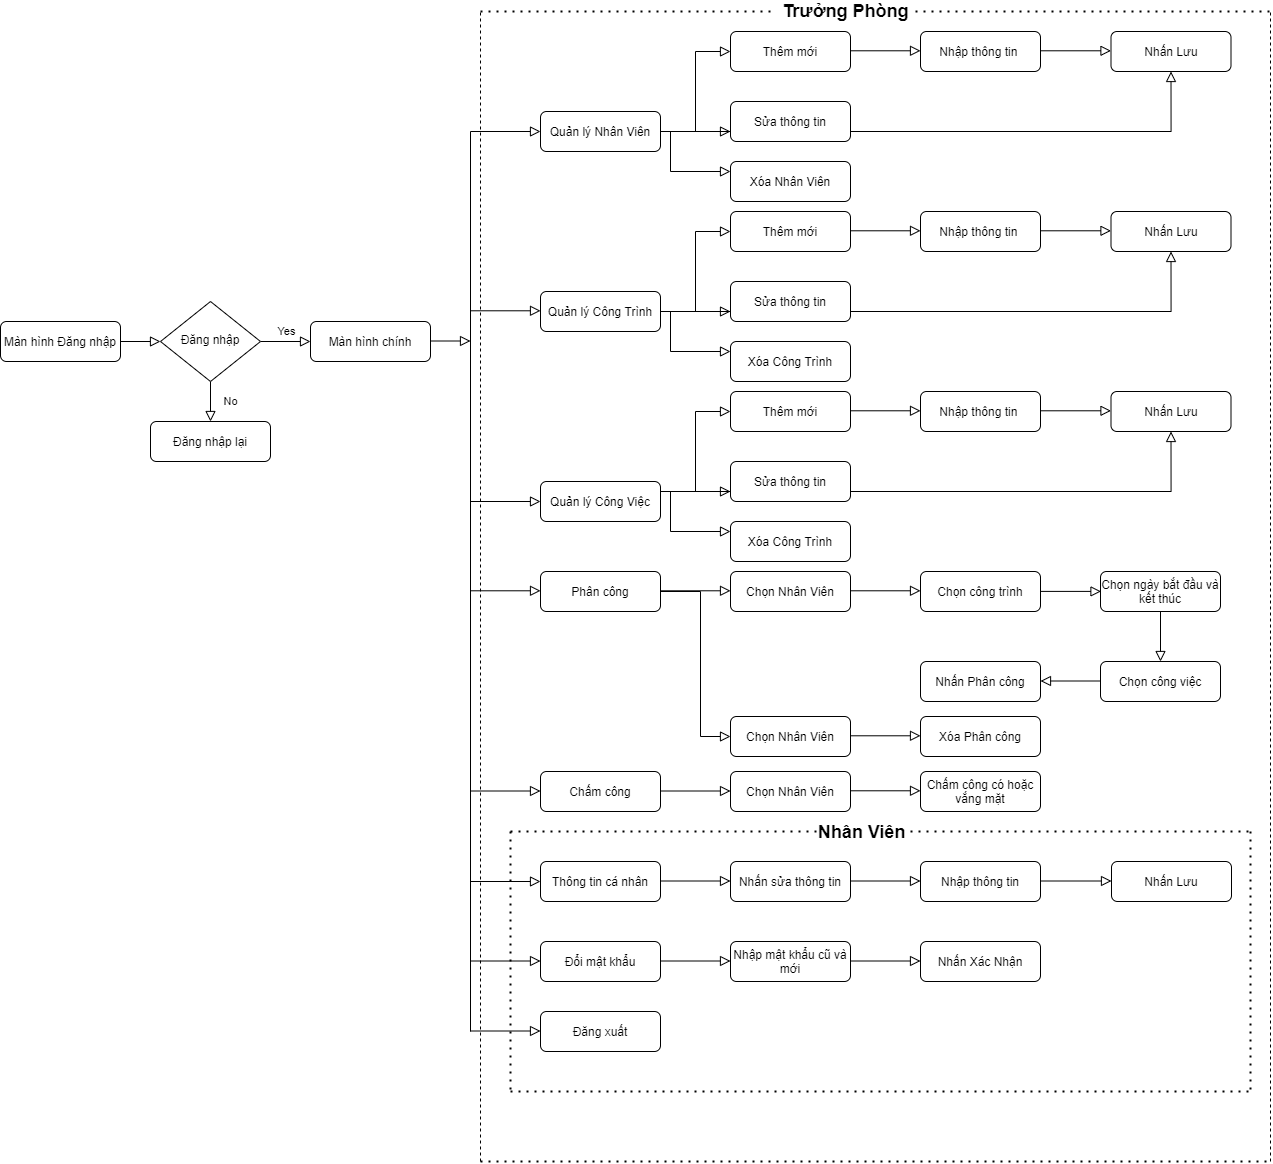 Trưởng Phòng
Thêm mới
Nhập thông tin
Nhấn Lưu
Quản lý Nhân Viên
Sửa thông tin
Xóa Nhân Viên
Thêm mới
Nhập thông tin
Nhấn Lưu
Quản lý Công Trình
Sửa thông tin
Xóa Công Trình
Màn hình Đăng nhập
Đăng nhập
Yes
Màn hình chính
No
Đăng nhập lại
Thêm mới
Nhập thông tin
Nhấn Lưu
Quản lý Công Việc
Sửa thông tin
Xóa Công Trình
Phân công
Chọn Nhân Viên
Chọn công trình
Chọn ngày bắt đầu và
kết thúc
Nhấn Phân công
Chọn công việc
Chọn Nhân Viên
Xóa Phân công
Chấm công
Chọn Nhân Viên
Chấm công có hoặc
vắng mặt
Nhân Viên
Thông tin cá nhân
Nhấn sửa thông tin
Nhập thông tin
Nhấn Lưu
Đổi mật khẩu
Nhập mật khẩu cũ và
mới
Nhấn Xác Nhận
Đăng xuất